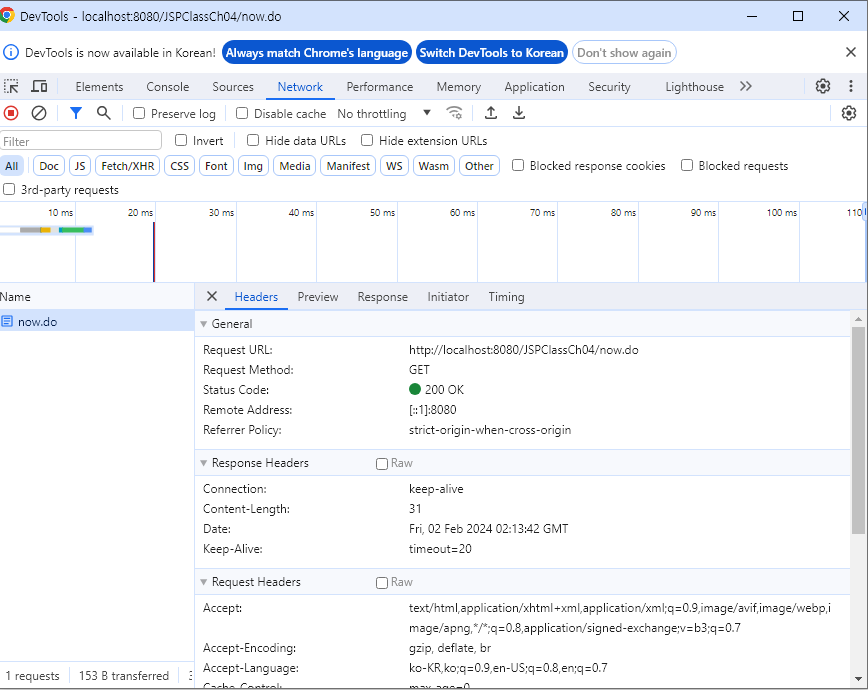 DevTools - localhost:8080/JSPClassCh04/now.do
DevTools is now available in Korean! Always match Chrome's language Switch DevTools to Korean Don't show again
Elements Console Sources Network Performance Memory Application Security Lighthouse
Preserve log Disable cache No throttling
Filter Invert Hide data URLs Hide extension URLs
All Doc JS Fetch/XHR CSS Font Img Media Manifest WS Wasm Other Blocked response cookies Blocked requests
3rd-party requests
10 ms 20 ms 30 ms 40 ms 50 ms 60 ms 70 ms 80 ms 90 ms 100 ms 110
Name Headers Preview Response Initiator Timing
now.do
General
Request URL: http://localhost:8080/JSPClassCh04/now.do
Request Method: GET
Status Code: 200 OK
Remote Address: [::1]:8080
Referrer Policy: strict-origin-when-cross-origin
Response Headers Raw
Connection: keep-alive
Content-Length: 31
Date: Fri, 02 Feb 2024 02:13:42 GMT
Keep-Alive: timeout=20
Request Headers Raw
Accept: text/html,application/xhtml+xml,application/xml;q=0.9,image/avif,image/webp,i
mage/apng,*/*;q=0.8,application/signed-exchange;v=b3;q=0.7
Accept-Encoding: gzip, deflate, br
Accept-Language: ko-KR,ko;q=0.9,en-US;q=0.8,en;q=0.7
Cache-Control: max-age=0
1 requests 153 B transferred